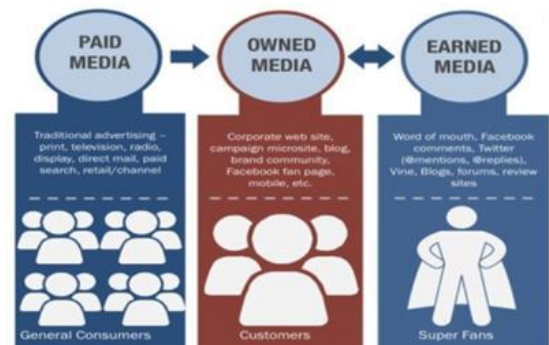 PAID
MEDIA
OWNED
MEDIA
EARNED
MEDIA
Traditional advertising –
print, television, radio,
display, direct mail, paid
search, retail/channel
Corporate web site,
campaign microsite, blog,
brand community,
Facebook fan page,
mobile, etc.
Word of mouth, Facebook
comments, Twitter
(@mentions, @replies),
Vine, Blogs, forums, review
sites
General Consumers
Customers
Super Fans